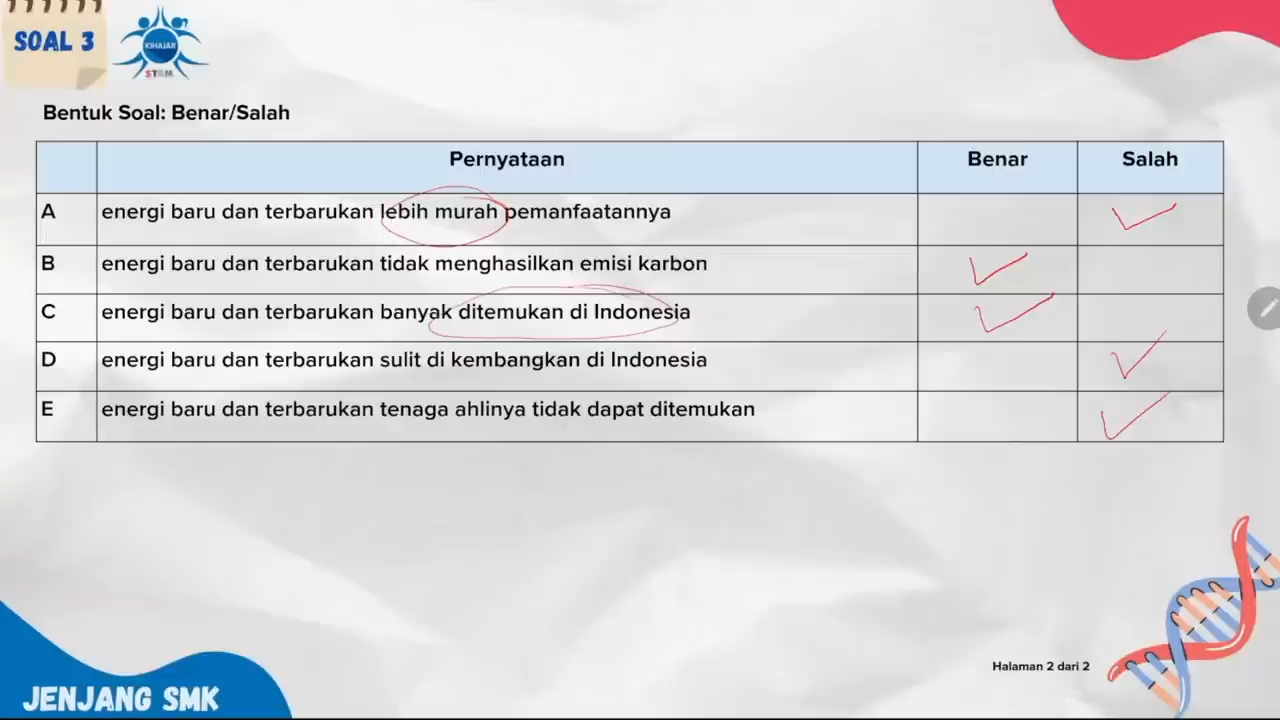 SOAL 3
KIHAJAR
STEM
Bentuk Soal: Benar/Salah
Pernyataan Benar Salah
A energi baru dan terbarukan lebih murah pemanfaatannya
B energi baru dan terbarukan tidak menghasilkan emisi karbon
C energi baru dan terbarukan banyak ditemukan di Indonesia
D energi baru dan terbarukan sulit di kembangkan di Indonesia
E energi baru dan terbarukan tenaga ahlinya tidak dapat ditemukan
Halaman 2 dari 2
JENJANG SMK